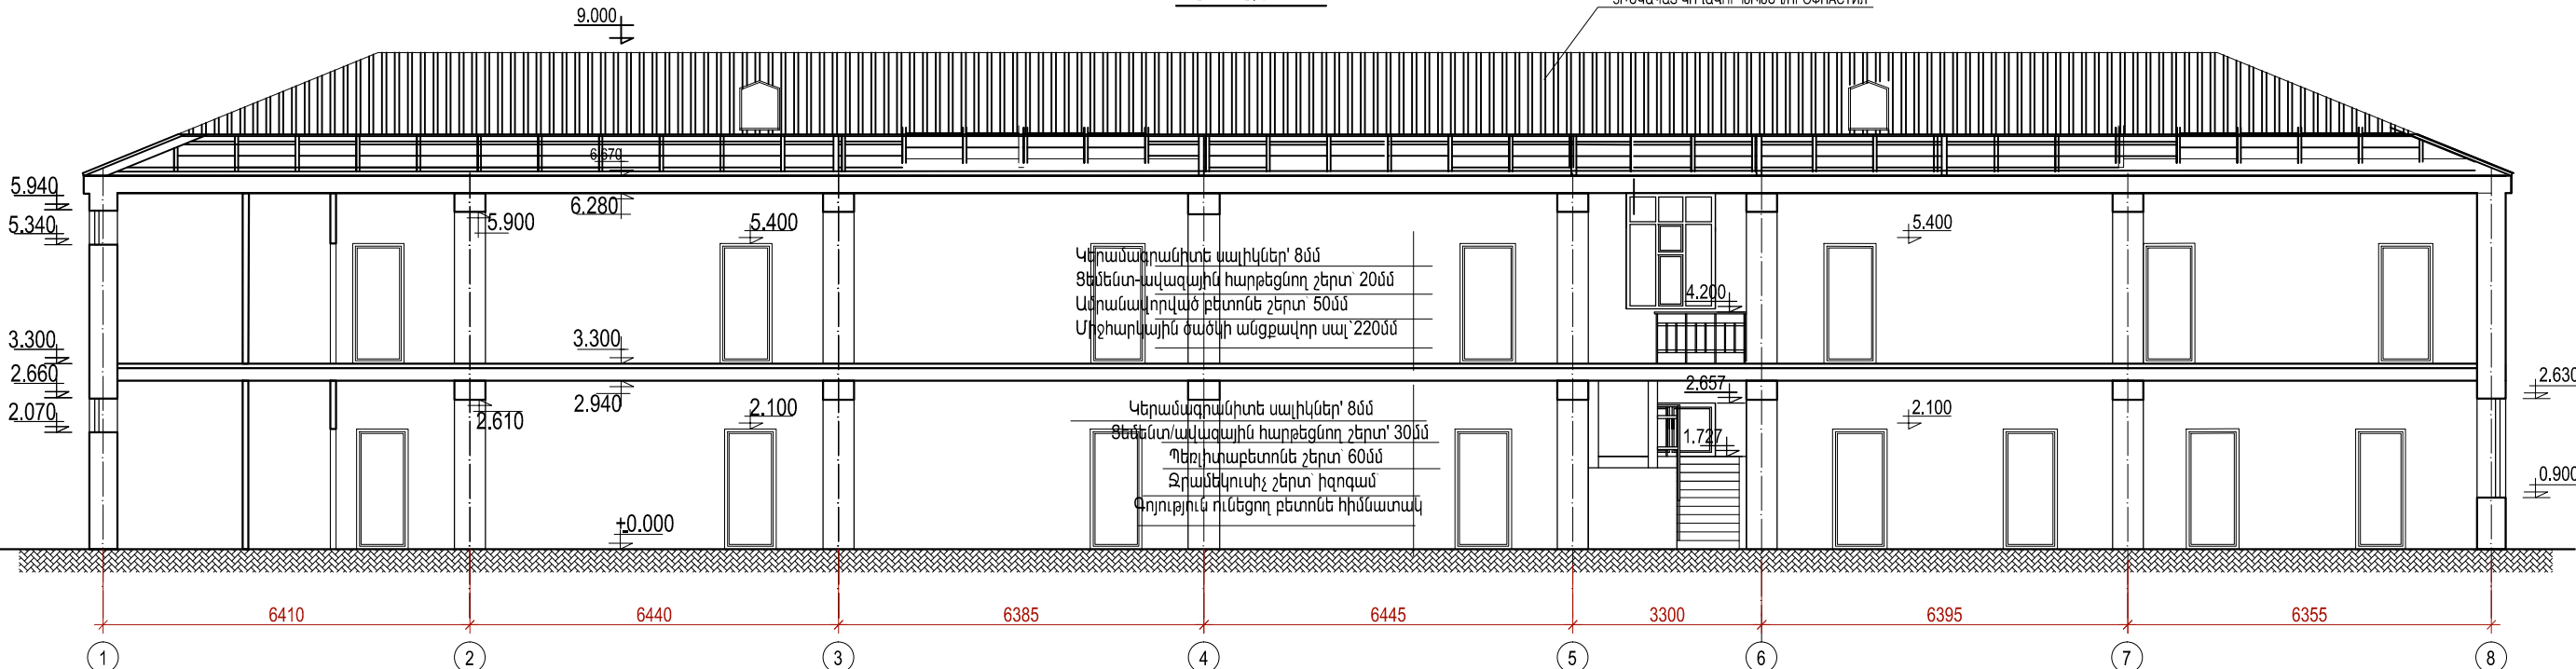 9.000
6.670
5.940
6.280
5.340
5.900
5.400
5.400
Կերամագրանիտե սալիկներ՝ 8մմ
Ցեմենտ-ավազային հարթեցնող շերտ՝ 20մմ
4.200
Ամրանավորված բետոնե շերտ՝ 50մմ
Միջհարկային ծածկի անցքավոր սալ՝220մմ
3.300
3.300
2.660
2.657
2.630
2.940
2.070
2.610
2.100
2.100
Կերամագրանիտե սալիկներ՝ 8մմ
Ցեմենտ/ավազային հարթեցնող շերտ՝ 30մմ
1.727
Պեռլիտաբետոնե շերտ՝ 60մմ
Ջրամեկուսիչ շերտ՝ իզոգամ
0.900
Գոյություն ունեցող բետոնե հիմնատակ
±0.000
6410 6440 6385 6445 3300 6395 6355
1 2 3 4 5 6 7 8